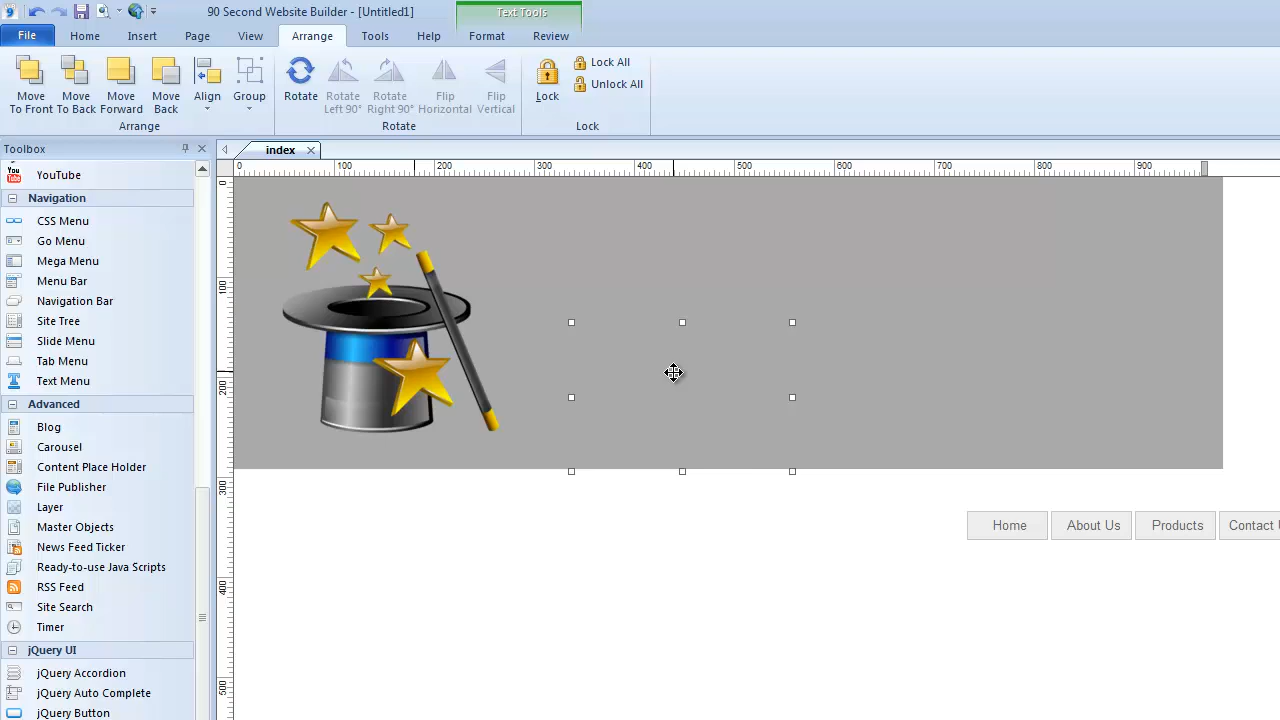 90 Second Website Builder - [Untitled1]
Text Tools
File Home Insert Page View Arrange Tools Help Format Review
Move To Front
Move To Back
Move Forward
Move Back
Align
Group
Arrange
Rotate
Rotate Left 90°
Rotate Right 90°
Flip Horizontal
Flip Vertical
Rotate
Lock
Lock All
Unlock All
Lock
Toolbox
YouTube
Navigation
CSS Menu
Go Menu
Mega Menu
Menu Bar
Navigation Bar
Site Tree
Slide Menu
Tab Menu
Text Menu
Advanced
Blog
Carousel
Content Place Holder
File Publisher
Layer
Master Objects
News Feed Ticker
Ready-to-use Java Scripts
RSS Feed
Site Search
Timer
jQuery UI
jQuery Accordion
jQuery Auto Complete
jQuery Button
index
0 100 200 300 400 500 600 700 800 900
0
100
200
300
400
500
Home About Us Products Contact U